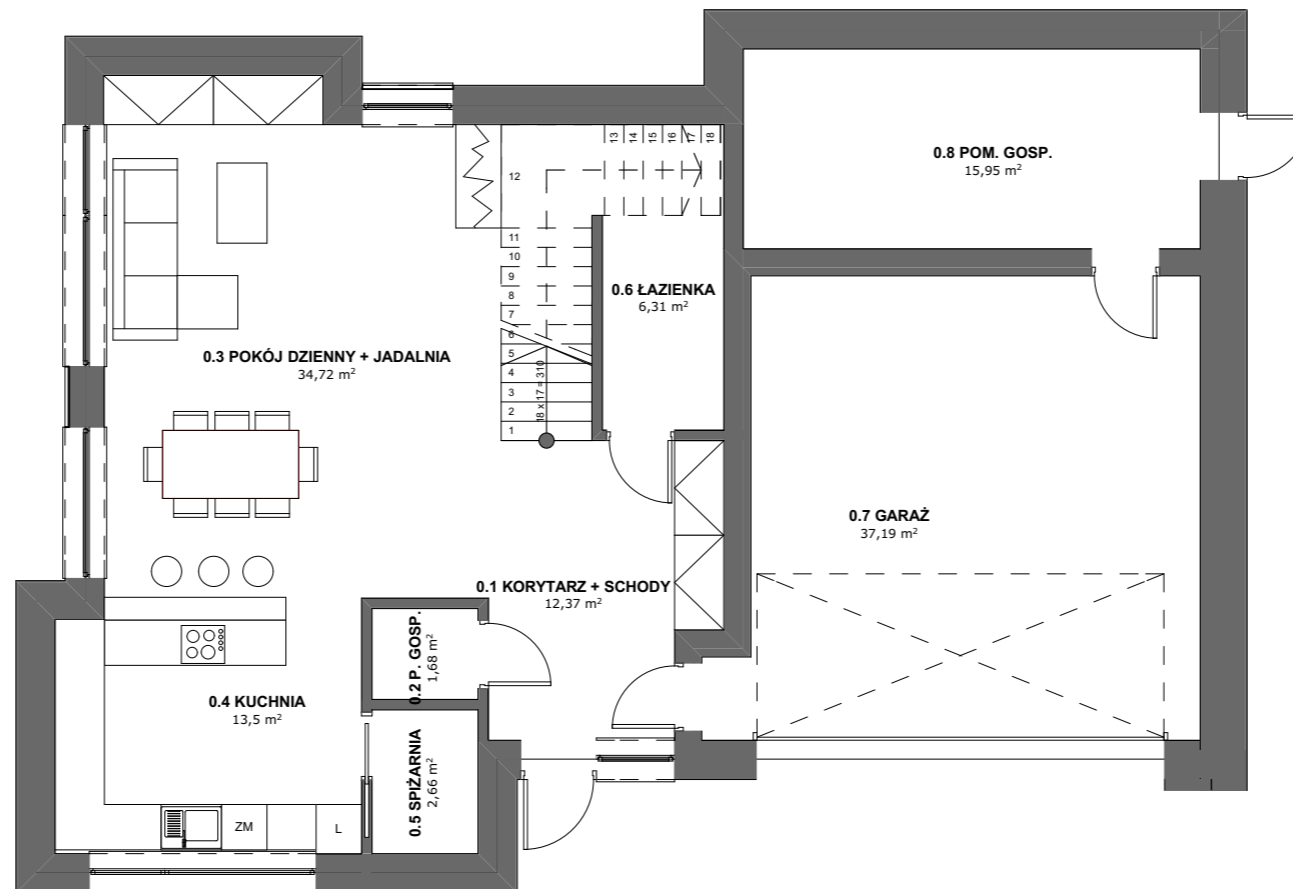 13
14
15
16
17
18
12
0.8 POM. GOSP.
15,95 m²
11
10
9
8
7
6
5
4
3
2
1
18 x 17 = 310
0.6 ŁAZIENKA
6,31 m²
0.3 POKÓJ DZIENNY + JADALNIA
34,72 m²
0.7 GARAŻ
37,19 m²
0.1 KORYTARZ + SCHODY
12,37 m²
0.2 P. GOSP.
1,68 m²
0.4 KUCHNIA
13,5 m²
0.5 SPIŻARNIA
2,66 m²
ZM
L